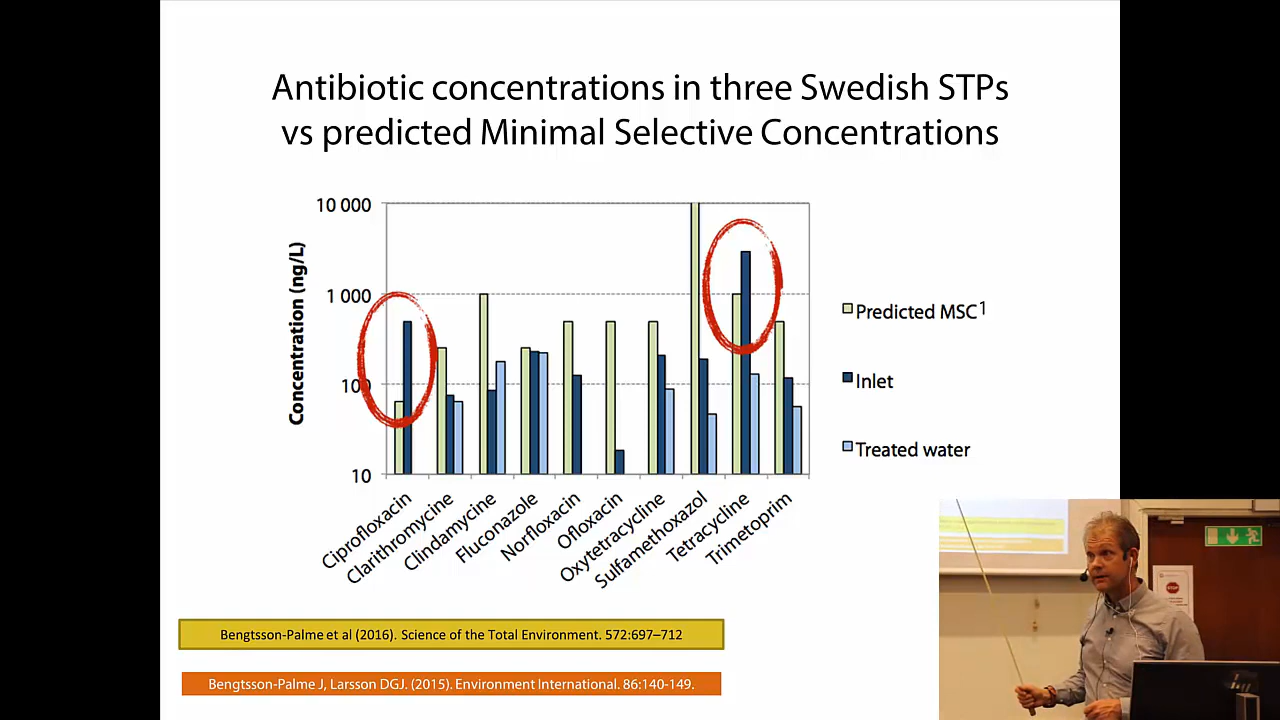 Antibiotic concentrations in three Swedish STPs
vs predicted Minimal Selective Concentrations
10 000
1 000
100
10
Concentration (ng/L)
Predicted MSC1
Inlet
Treated water
Ciprofloxacin
Clarithromycine
Clindamycine
Fluconazole
Norfloxacin
Ofloxacin
Oxytetracycline
Sulfamethoxazol
Tetracycline
Trimetoprim
Bengtsson-Palme et al (2016). Science of the Total Environment. 572:697–712
Bengtsson-Palme J, Larsson DGJ. (2015). Environment International. 86:140-149.
STOP
hp